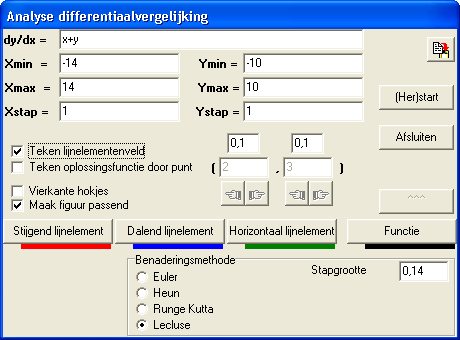 Analyse differentiaalvergelijking
dy/dx = x+y
Xmin = -14 Ymin = -10
Xmax = 14 Ymax = 10
Xstap = 1 Ystap = 1
(Her)start
Afsluiten
Teken lijnelementenveld
0,1 0,1
Teken oplossingsfunctie door punt ( 2 , 3 )
Vierkante hokjes
Maak figuur passend
^^^
Stijgend lijnelement Dalend lijnelement Horizontaal lijnelement Functie
Benaderingsmethode
Euler
Heun
Runge Kutta
Lecluse
Stapgrootte 0,14